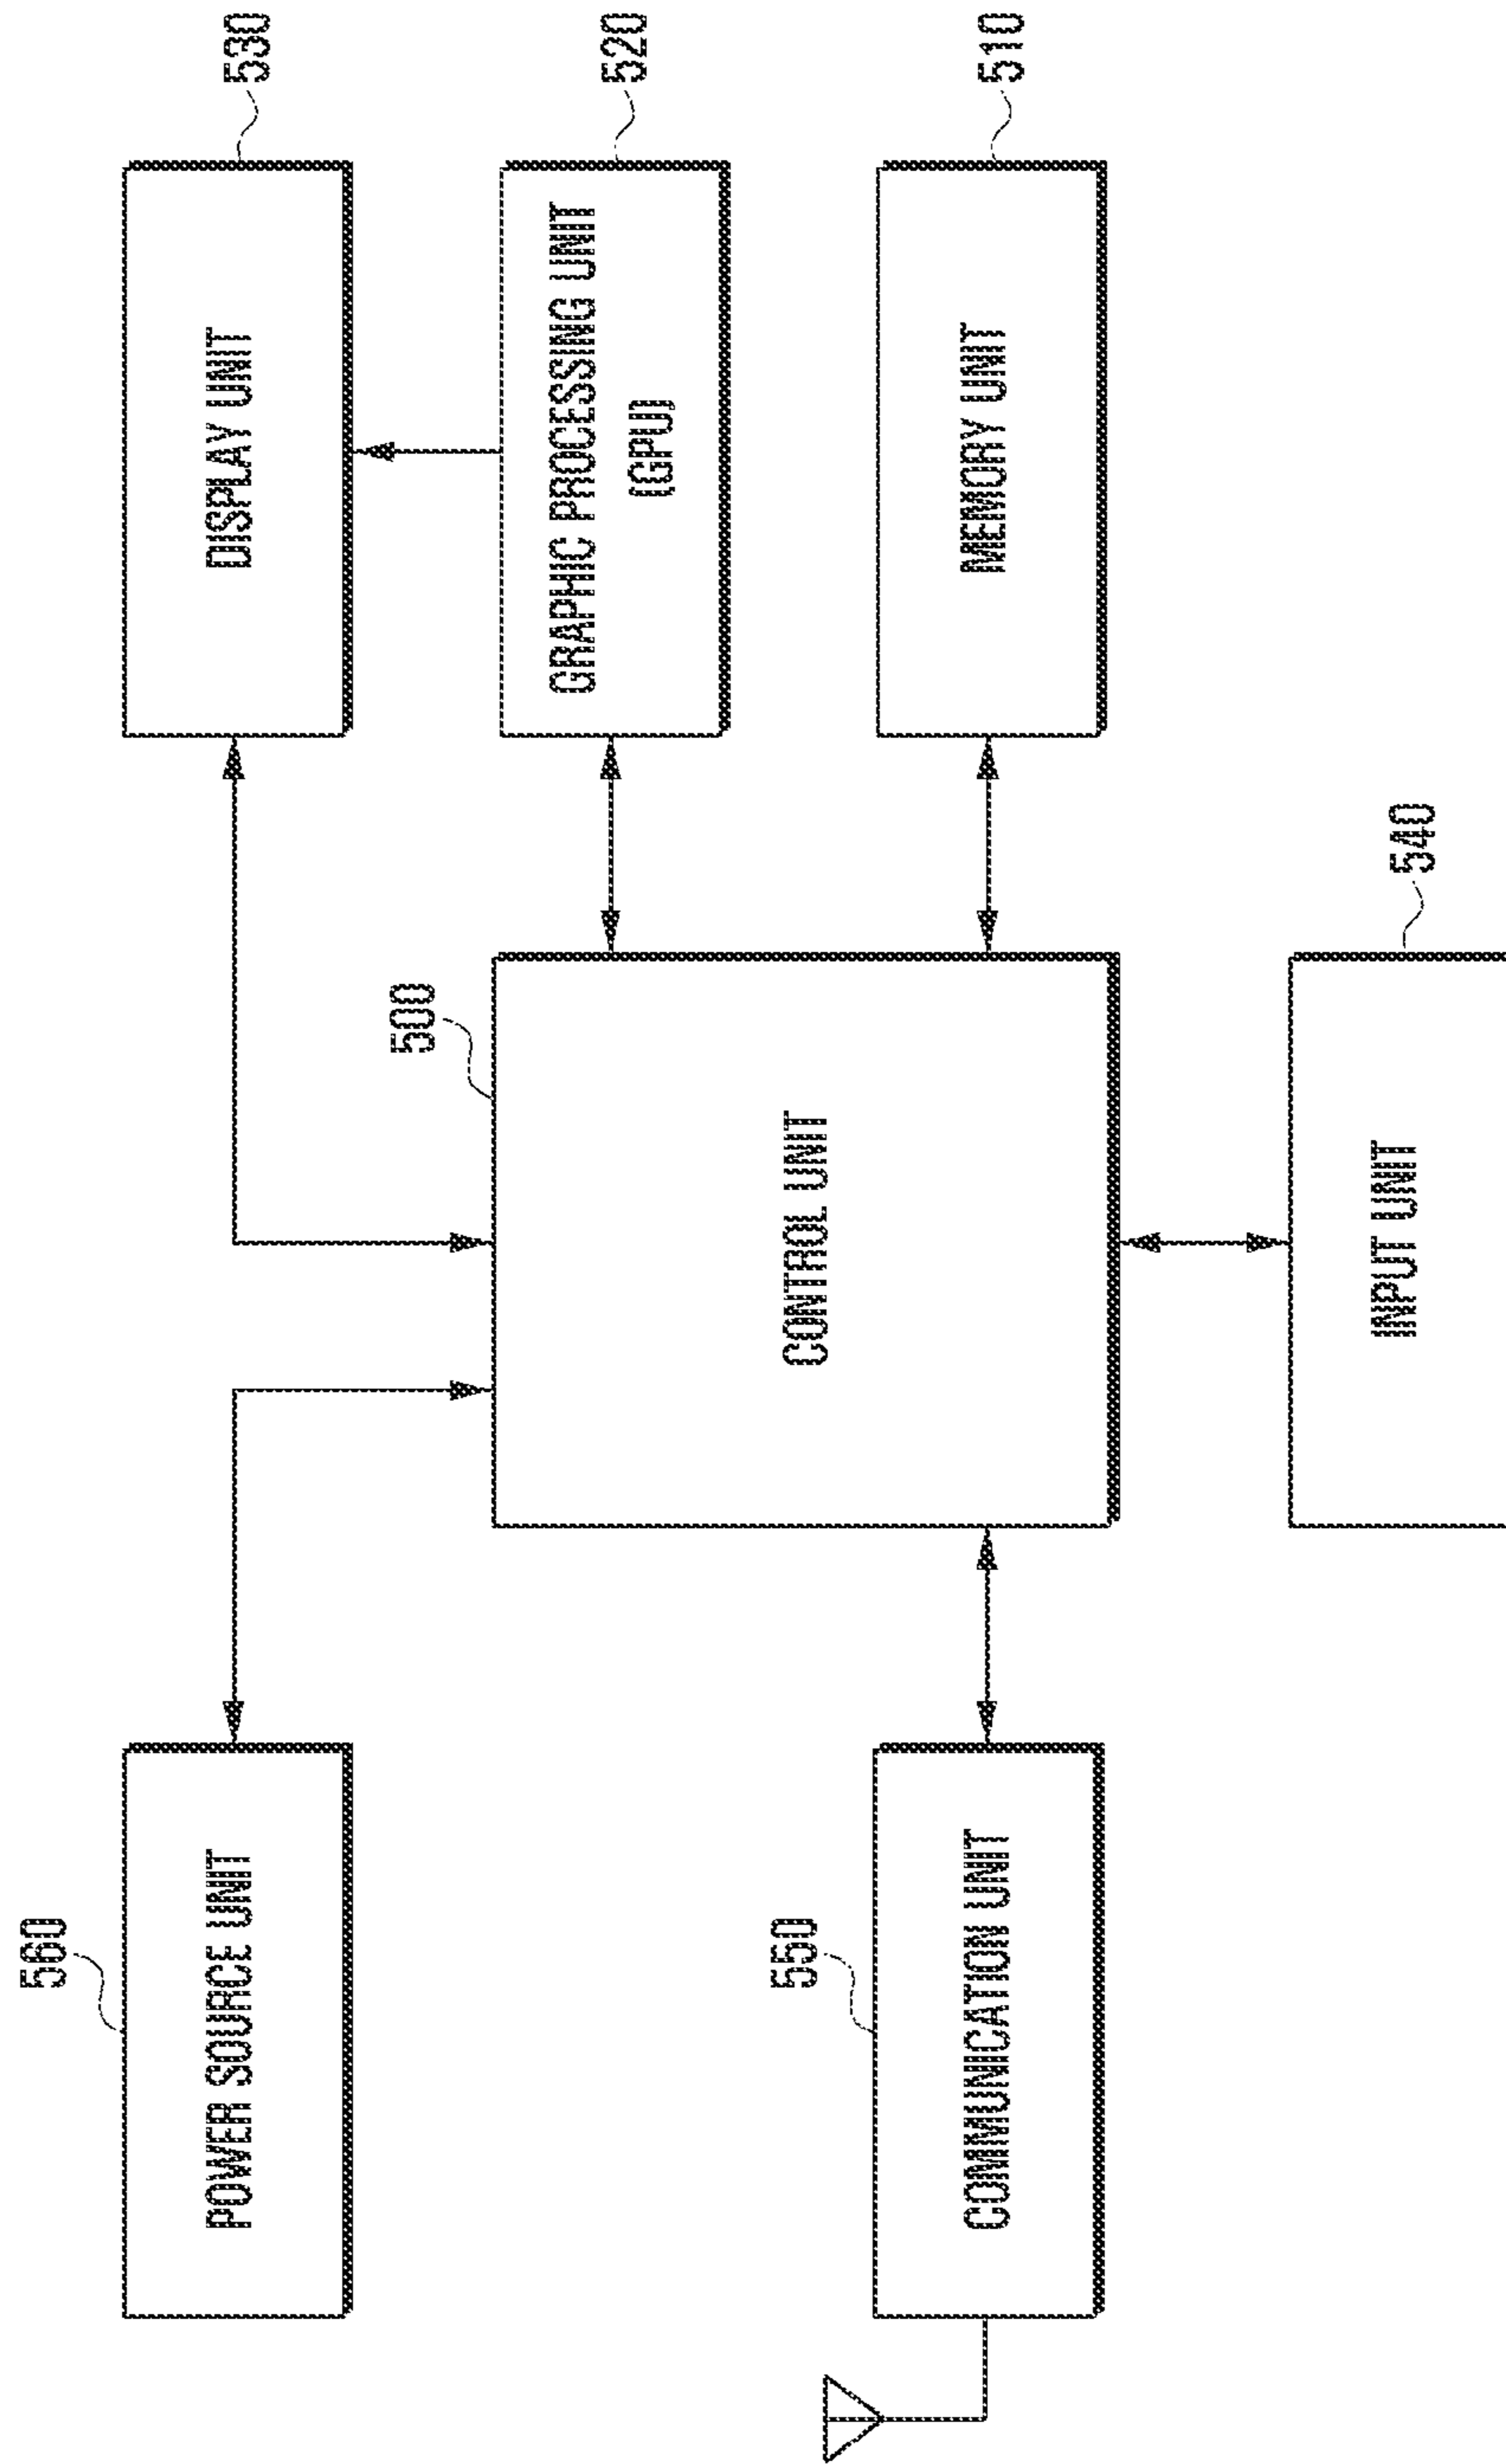 560
POWER SOURCE UNIT
530
DISPLAY UNIT
500
520
GRAPHIC PROCESSING UNIT
(GPU)
CONTROL UNIT
550
COMMUNICATION UNIT
510
MEMORY UNIT
540
INPUT UNIT